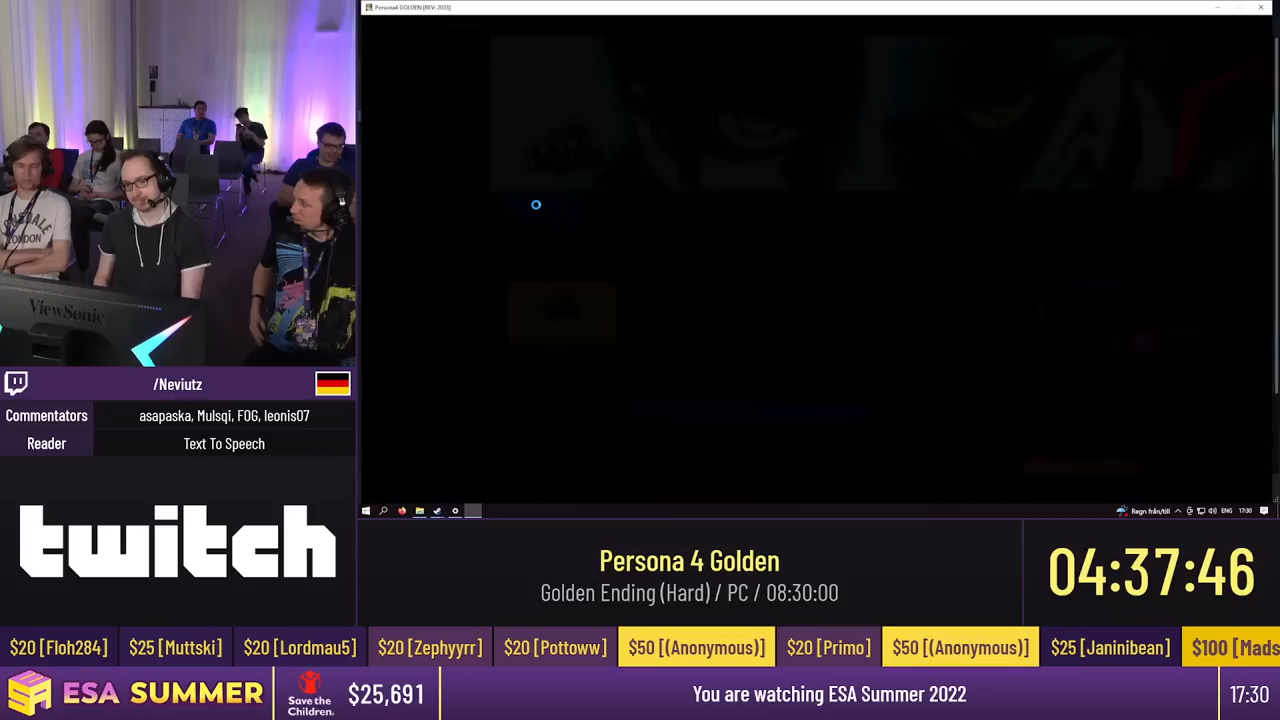 Persona4 GOLDEN [REV: 2033]
LONSDALE
LONDON
ViewSonic
/Neviutz
Commentators
asapaska, Mulsqi, FOG, leonis07
Reader
Text To Speech
twitch
Regn från/till
ENG
17:30
Persona 4 Golden
Golden Ending (Hard) / PC / 08:30:00
04:37:46
$20 [Floh284]
$25 [Muttski]
$20 [Lordmau5]
$20 [Zephyyrr]
$20 [Pottoww]
$50 [(Anonymous)]
$20 [Primo]
$50 [(Anonymous)]
$25 [Janinibean]
$100 [Mads
ESA SUMMER
Save the
Children.
$25,691
You are watching ESA Summer 2022
17:30